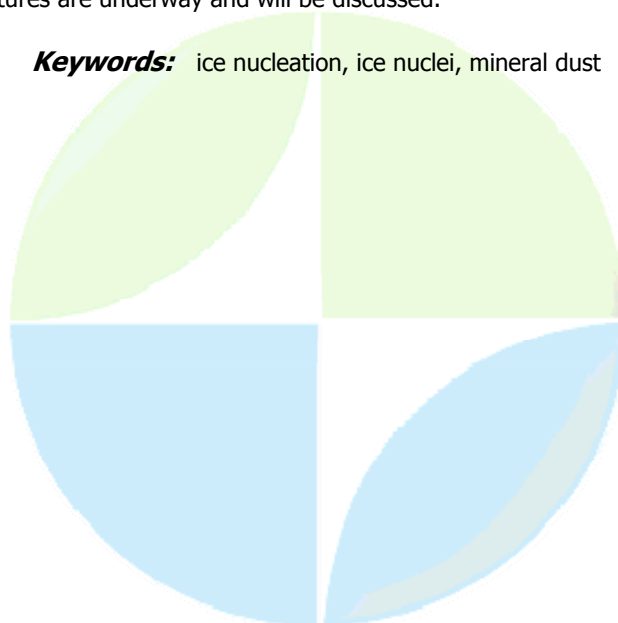 tures are underway and will be discussed.
Keywords: ice nucleation, ice nuclei, mineral dust